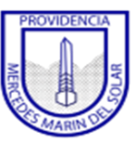 PROVIDENCIA
MERCEDES MARIN DEL SOLAR